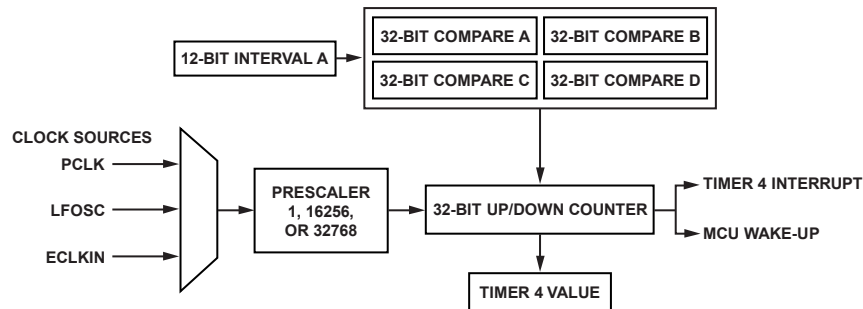 32-BIT COMPARE A
32-BIT COMPARE B
12-BIT INTERVAL A
32-BIT COMPARE C
32-BIT COMPARE D
CLOCK SOURCES
PCLK
LFOSC
ECLKIN
PRESCALER
1, 16256,
OR 32768
32-BIT UP/DOWN COUNTER
TIMER 4 INTERRUPT
MCU WAKE-UP
TIMER 4 VALUE